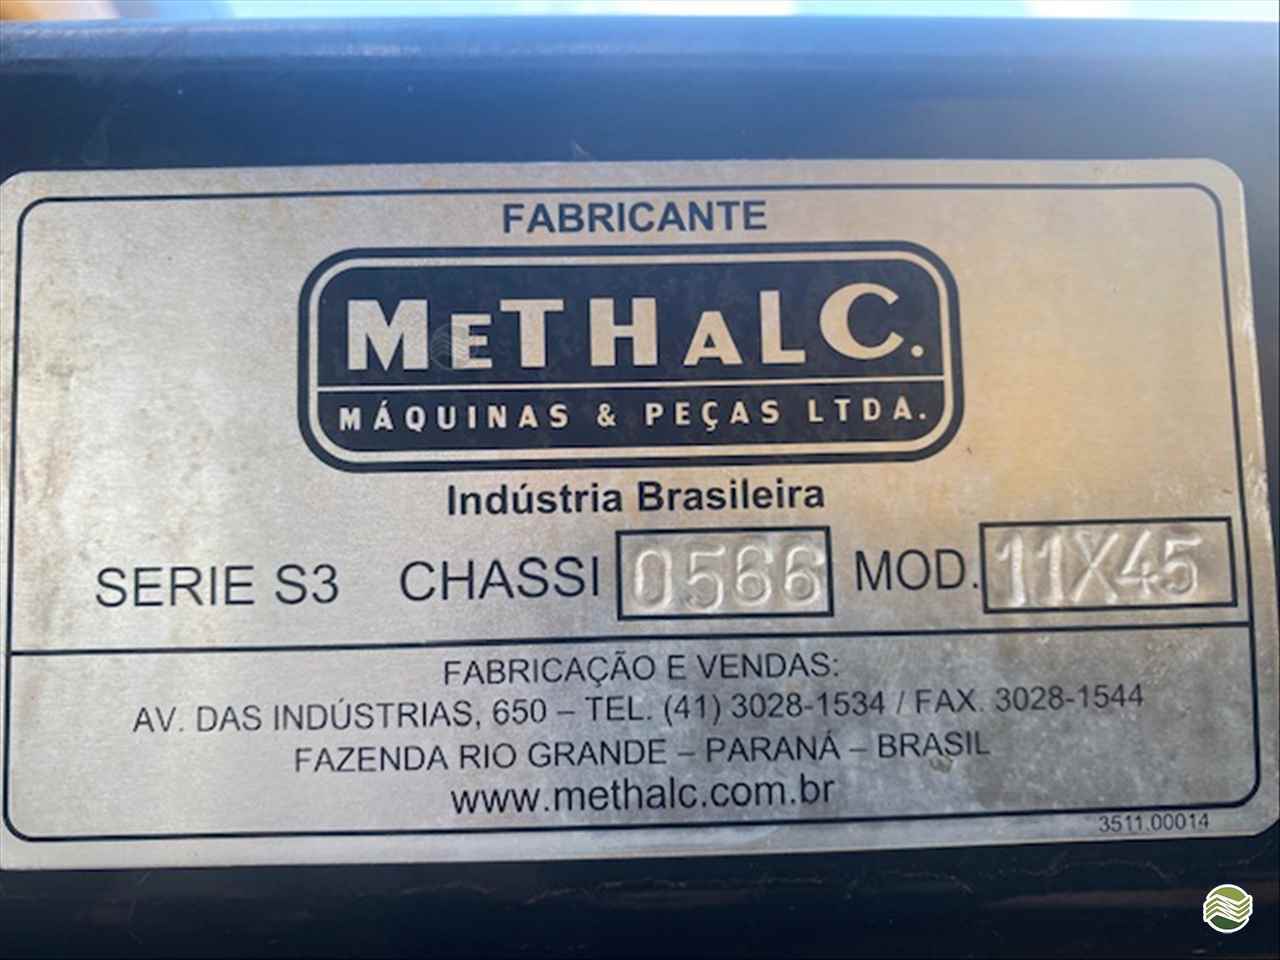 FABRICANTE
METHALC.
MÁQUINAS & PEÇAS LTDA.
Indústria Brasileira
SERIE S3 CHASSI 0566 MOD. 11X45
FABRICAÇÃO E VENDAS:
AV. DAS INDÚSTRIAS, 650 – TEL. (41) 3028-1534 / FAX. 3028-1544
FAZENDA RIO GRANDE – PARANÁ – BRASIL
www.methalc.com.br
3511.00014